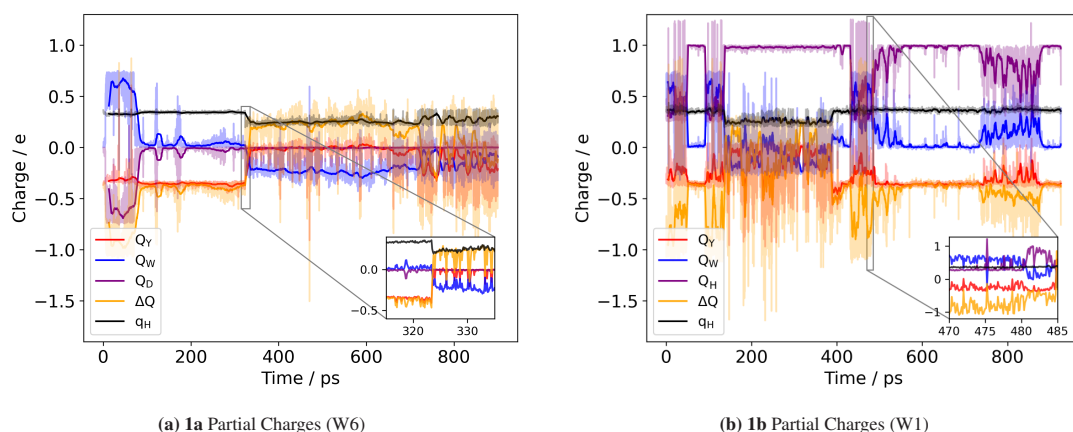 1.0
0.5
0.0
−0.5
−1.0
−1.5
Charge / e
Q_Y
Q_W
Q_D
ΔQ
q_H
0.0
−0.5
320
330
0
200
400
600
800
Time / ps
(a) 1a Partial Charges (W6)
1.0
0.5
0.0
−0.5
−1.0
−1.5
Charge / e
Q_Y
Q_W
Q_H
ΔQ
q_H
1
0
−1
470
475
480
485
0
200
400
600
800
Time / ps
(b) 1b Partial Charges (W1)